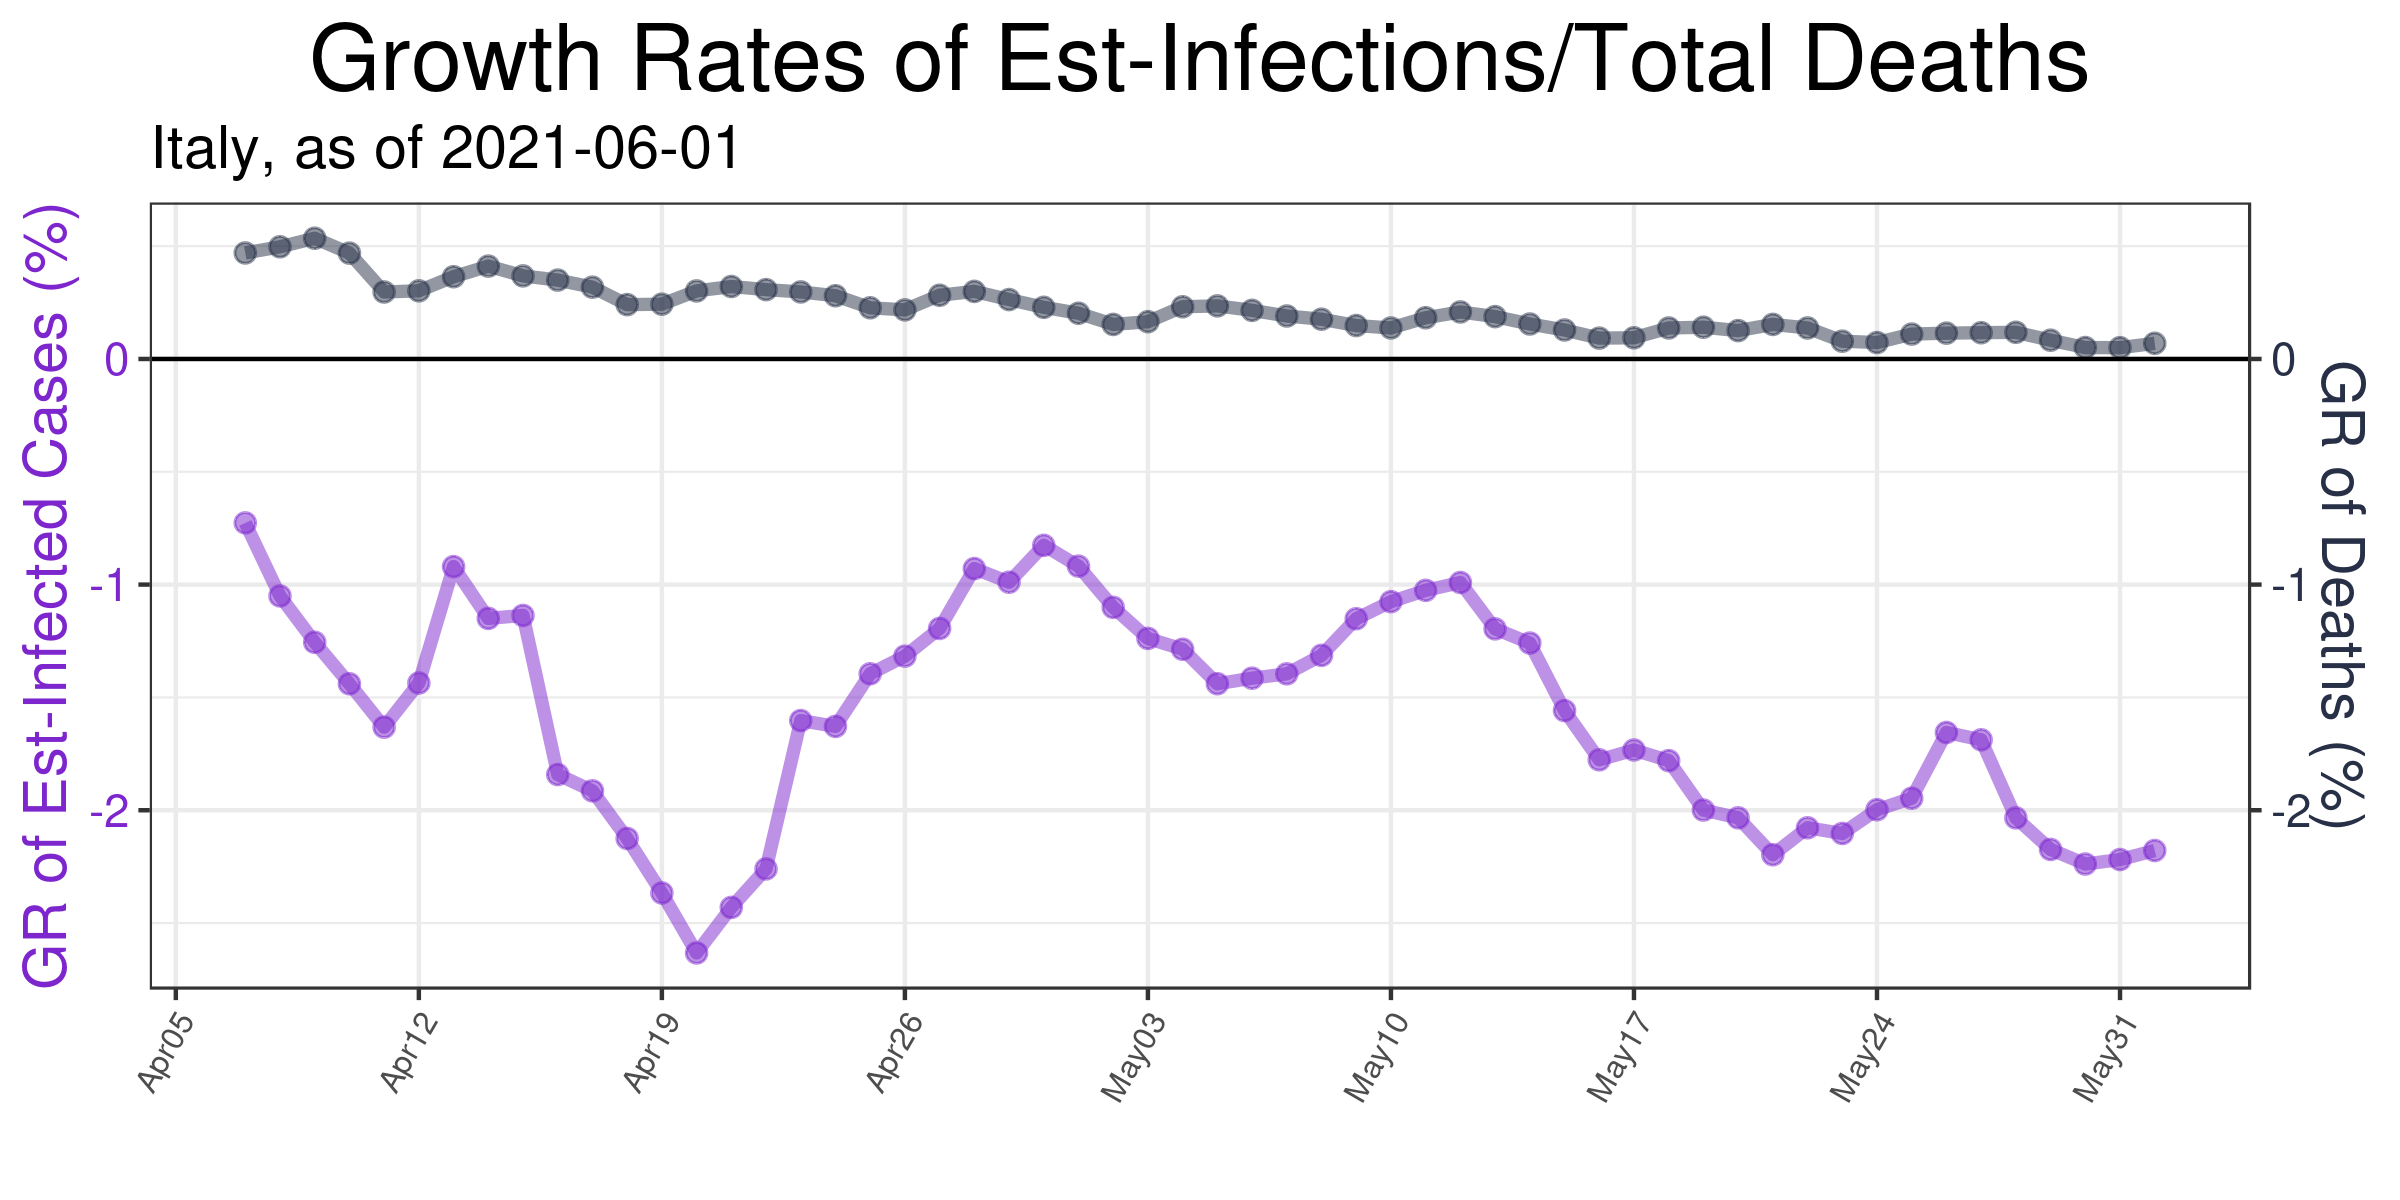 Growth Rates of Est-Infections/Total Deaths
Italy, as of 2021-06-01
GR of Est-Infected Cases (%)
0
-1
-2
0
-1
-2
GR of Deaths (%)
Apr05
Apr12
Apr19
Apr26
May03
May10
May17
May24
May31